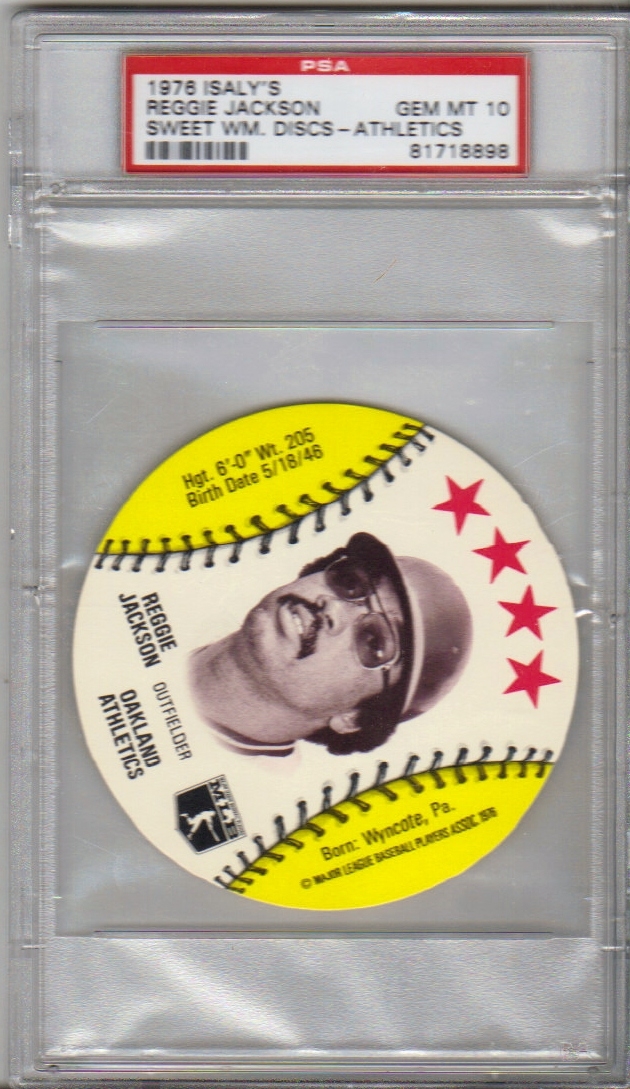 PSA
1976 ISALY'S
REGGIE JACKSON GEM MT 10
SWEET WM. DISCS - ATHLETICS
81718898
Hgt. 6'-0" Wt. 205
Birth Date 5/18/46
REGGIE
JACKSON
OUTFIELDER
OAKLAND
ATHLETICS
Born: Wyncote, Pa.
© MAJOR LEAGUE BASEBALL PLAYERS ASSOC. 1976